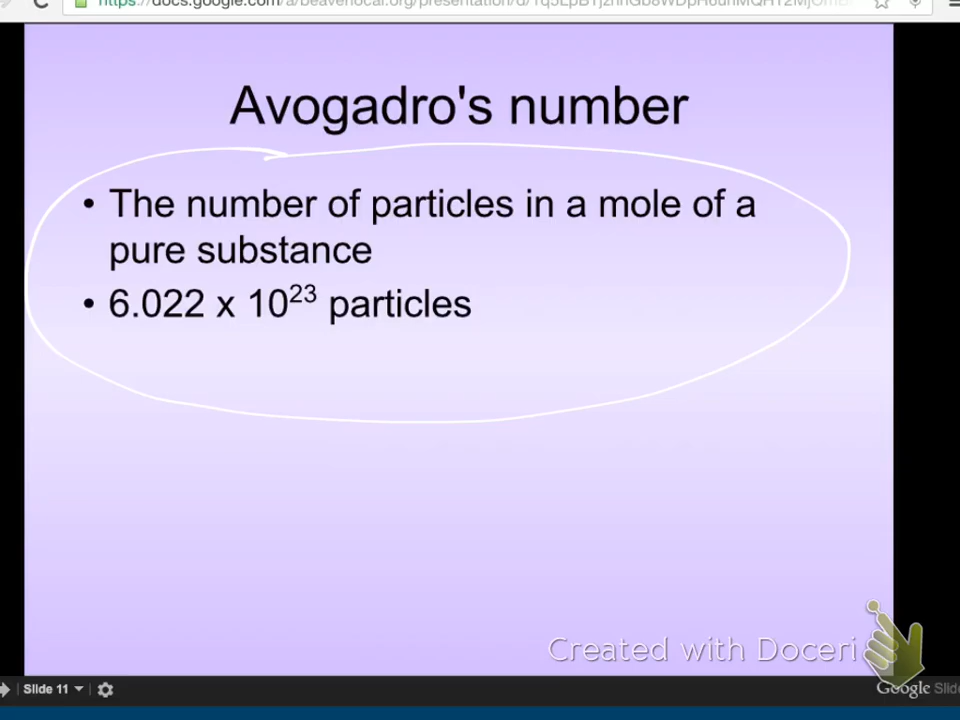 Avogadro's number
• The number of particles in a mole of a
pure substance
• 6.022 x 10²³ particles
Created with Doceri
Slide 11
Google Slid